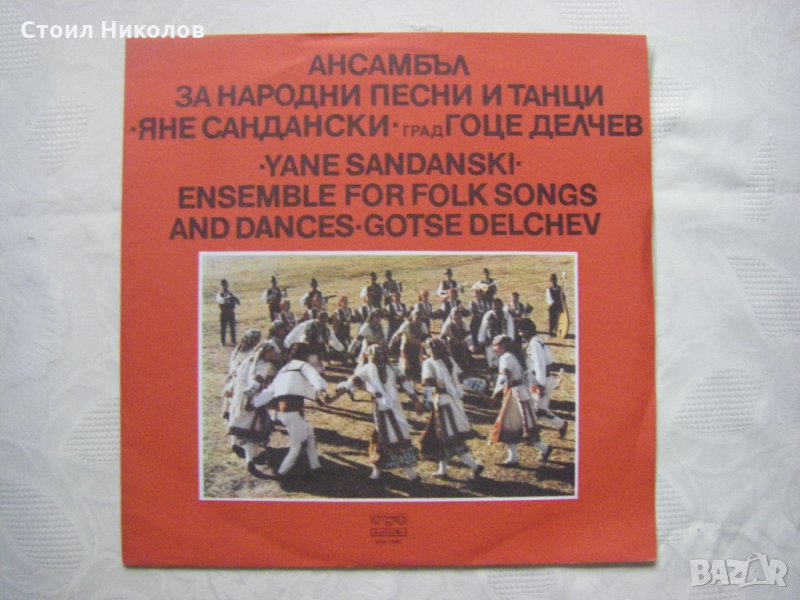 Стоил Николов
АНСАМБЪЛ
ЗА НАРОДНИ ПЕСНИ И ТАНЦИ
·ЯНЕ САНДАНСКИ· ГРАД ГОЦЕ ДЕЛЧЕВ
·YANE SANDANSKI·
ENSEMBLE FOR FOLK SONGS
AND DANCES·GOTSE DELCHEV
BAZAR